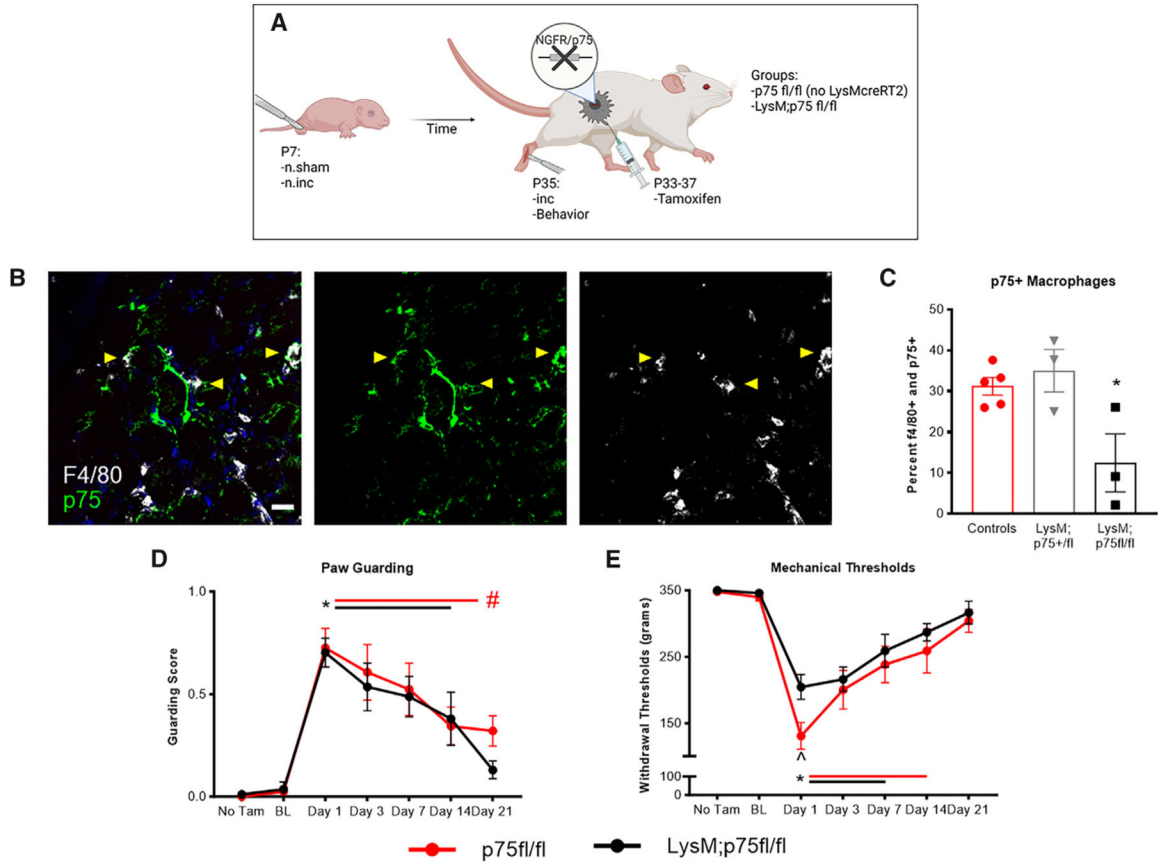 A
NGFR/p75
Groups:
-p75 fl/fl (no LysMcreRT2)
-LysM;p75 fl/fl
Time
P7:
-n.sham
-n.inc
P35:
-inc
-Behavior
P33-37
-Tamoxifen
B
F4/80
p75
C
p75+ Macrophages
Percent f4/80+ and p75+
50
40
30
20
10
0
*
Controls
LysM;
p75+/fl
LysM;
p75fl/fl
D
Paw Guarding
Guarding Score
1.0
0.5
0.0
*
#
No Tam BL Day 1 Day 3 Day 7 Day 14 Day 21
E
Mechanical Thresholds
Withdrawal Thresholds (grams)
350
250
150
100
0
^
*
No Tam BL Day 1 Day 3 Day 7 Day 14 Day 21
p75fl/fl
LysM;p75fl/fl